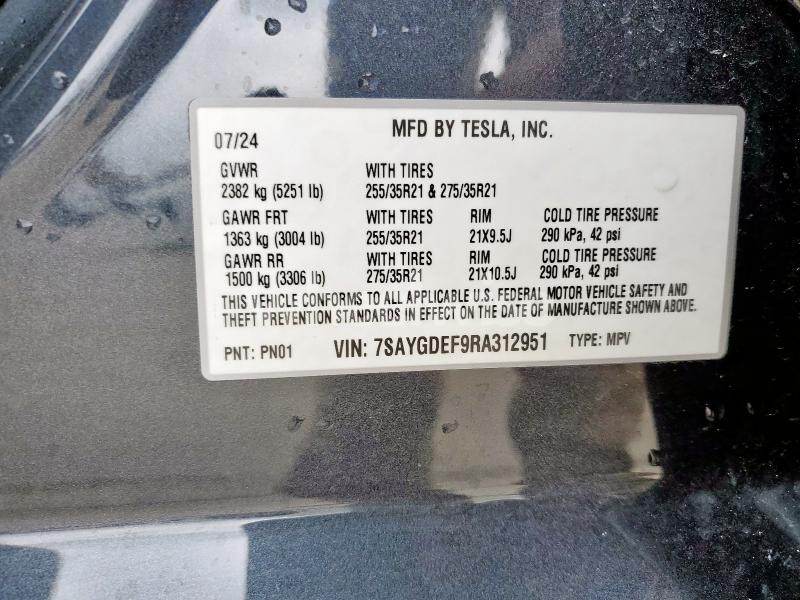 MFD BY TESLA, INC.
07/24
GVWR WITH TIRES
2382 kg (5251 lb) 255/35R21 & 275/35R21
GAWR FRT WITH TIRES RIM COLD TIRE PRESSURE
1363 kg (3004 lb) 255/35R21 21X9.5J 290 kPa, 42 psi
GAWR RR WITH TIRES RIM COLD TIRE PRESSURE
1500 kg (3306 lb) 275/35R21 21X10.5J 290 kPa, 42 psi
THIS VEHICLE CONFORMS TO ALL APPLICABLE U.S. FEDERAL MOTOR VEHICLE SAFETY AND
THEFT PREVENTION STANDARDS IN EFFECT ON THE DATE OF MANUFACTURE SHOWN ABOVE.
PNT: PN01 VIN: 7SAYGDEF9RA312951 TYPE: MPV